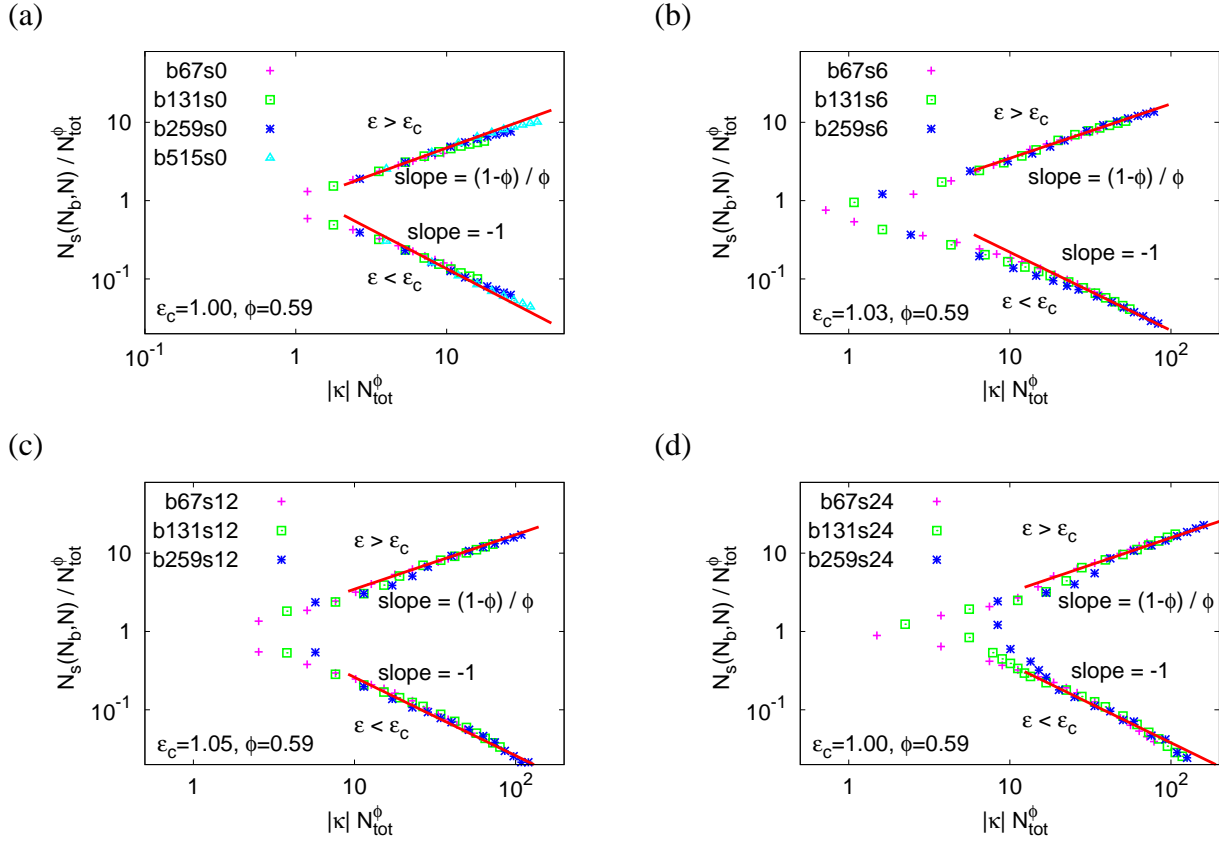 (a)
b67s0
b131s0
b259s0
b515s0
ε > ε_c
slope = (1-ϕ) / ϕ
slope = -1
ε < ε_c
ε_c=1.00, ϕ=0.59
N_s(N_b,N) / N_tot^ϕ
10
1
10^-1
10^-1
1
10
|κ| N_tot^ϕ
(b)
b67s6
b131s6
b259s6
ε > ε_c
slope = (1-ϕ) / ϕ
slope = -1
ε < ε_c
ε_c=1.03, ϕ=0.59
N_s(N_b,N) / N_tot^ϕ
10
1
10^-1
1
10
10^2
|κ| N_tot^ϕ
(c)
b67s12
b131s12
b259s12
ε > ε_c
slope = (1-ϕ) / ϕ
slope = -1
ε < ε_c
ε_c=1.05, ϕ=0.59
N_s(N_b,N) / N_tot^ϕ
10
1
10^-1
1
10
10^2
|κ| N_tot^ϕ
(d)
b67s24
b131s24
b259s24
ε > ε_c
slope = (1-ϕ) / ϕ
slope = -1
ε < ε_c
ε_c=1.00, ϕ=0.59
N_s(N_b,N) / N_tot^ϕ
10
1
10^-1
1
10
10^2
|κ| N_tot^ϕ